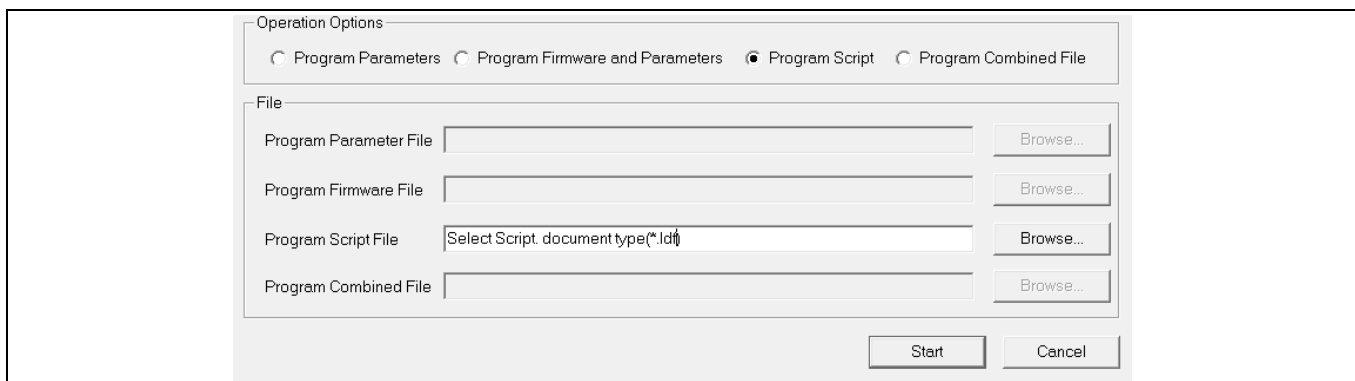 Operation Options
Program Parameters Program Firmware and Parameters Program Script Program Combined File
File
Program Parameter File Browse...
Program Firmware File Browse...
Program Script File Select Script. document type(*.ldf) Browse...
Program Combined File Browse...
Start Cancel